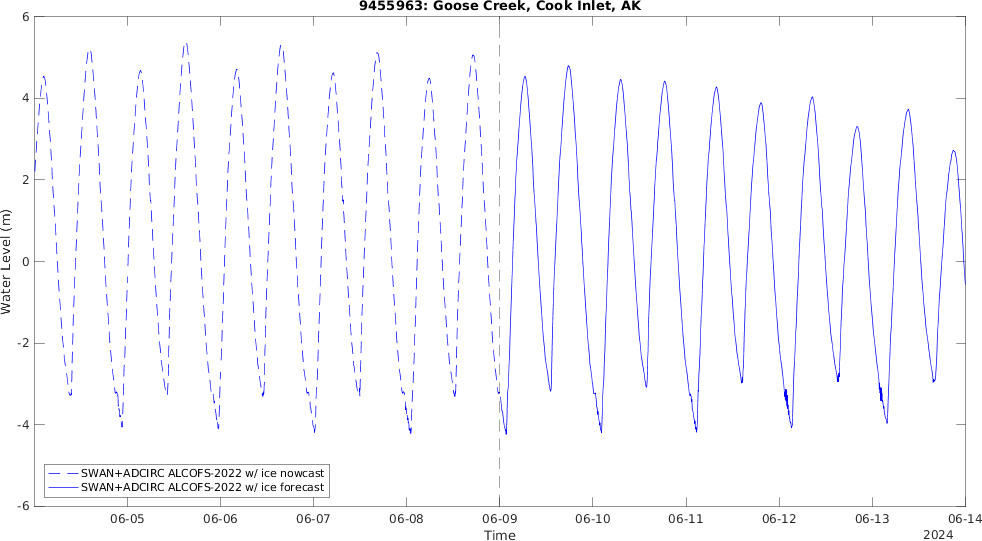 9455963: Goose Creek, Cook Inlet, AK
6
4
2
0
-2
-4
-6
Water Level (m)
SWAN+ADCIRC ALCOFS-2022 w/ ice nowcast
SWAN+ADCIRC ALCOFS-2022 w/ ice forecast
06-05 06-06 06-07 06-08 06-09 06-10 06-11 06-12 06-13 06-14
Time
2024